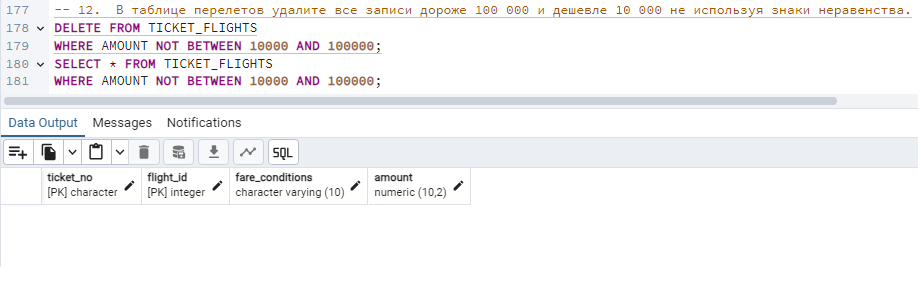 177 -- 12. В таблице перелетов удалите все записи дороже 100 000 и дешевле 10 000 не используя знаки неравенства.
178 DELETE FROM TICKET_FLIGHTS
179 WHERE AMOUNT NOT BETWEEN 10000 AND 100000;
180 SELECT * FROM TICKET_FLIGHTS
181 WHERE AMOUNT NOT BETWEEN 10000 AND 100000;
Data Output Messages Notifications
SQL
ticket_no flight_id fare_conditions amount
[PK] character [PK] integer character varying (10) numeric (10,2)